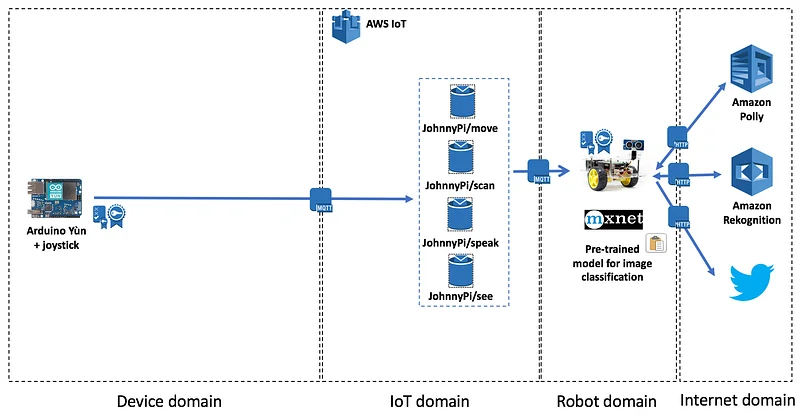 AWS IoT
JohnnyPi/move
JohnnyPi/scan
JohnnyPi/speak
JohnnyPi/see
MQTT
Arduino Yùn
+ joystick
MQTT
mxnet
Pre-trained
model for image
classification
HTTP
HTTP
HTTP
Amazon
Polly
Amazon
Rekognition
Device domain
IoT domain
Robot domain
Internet domain